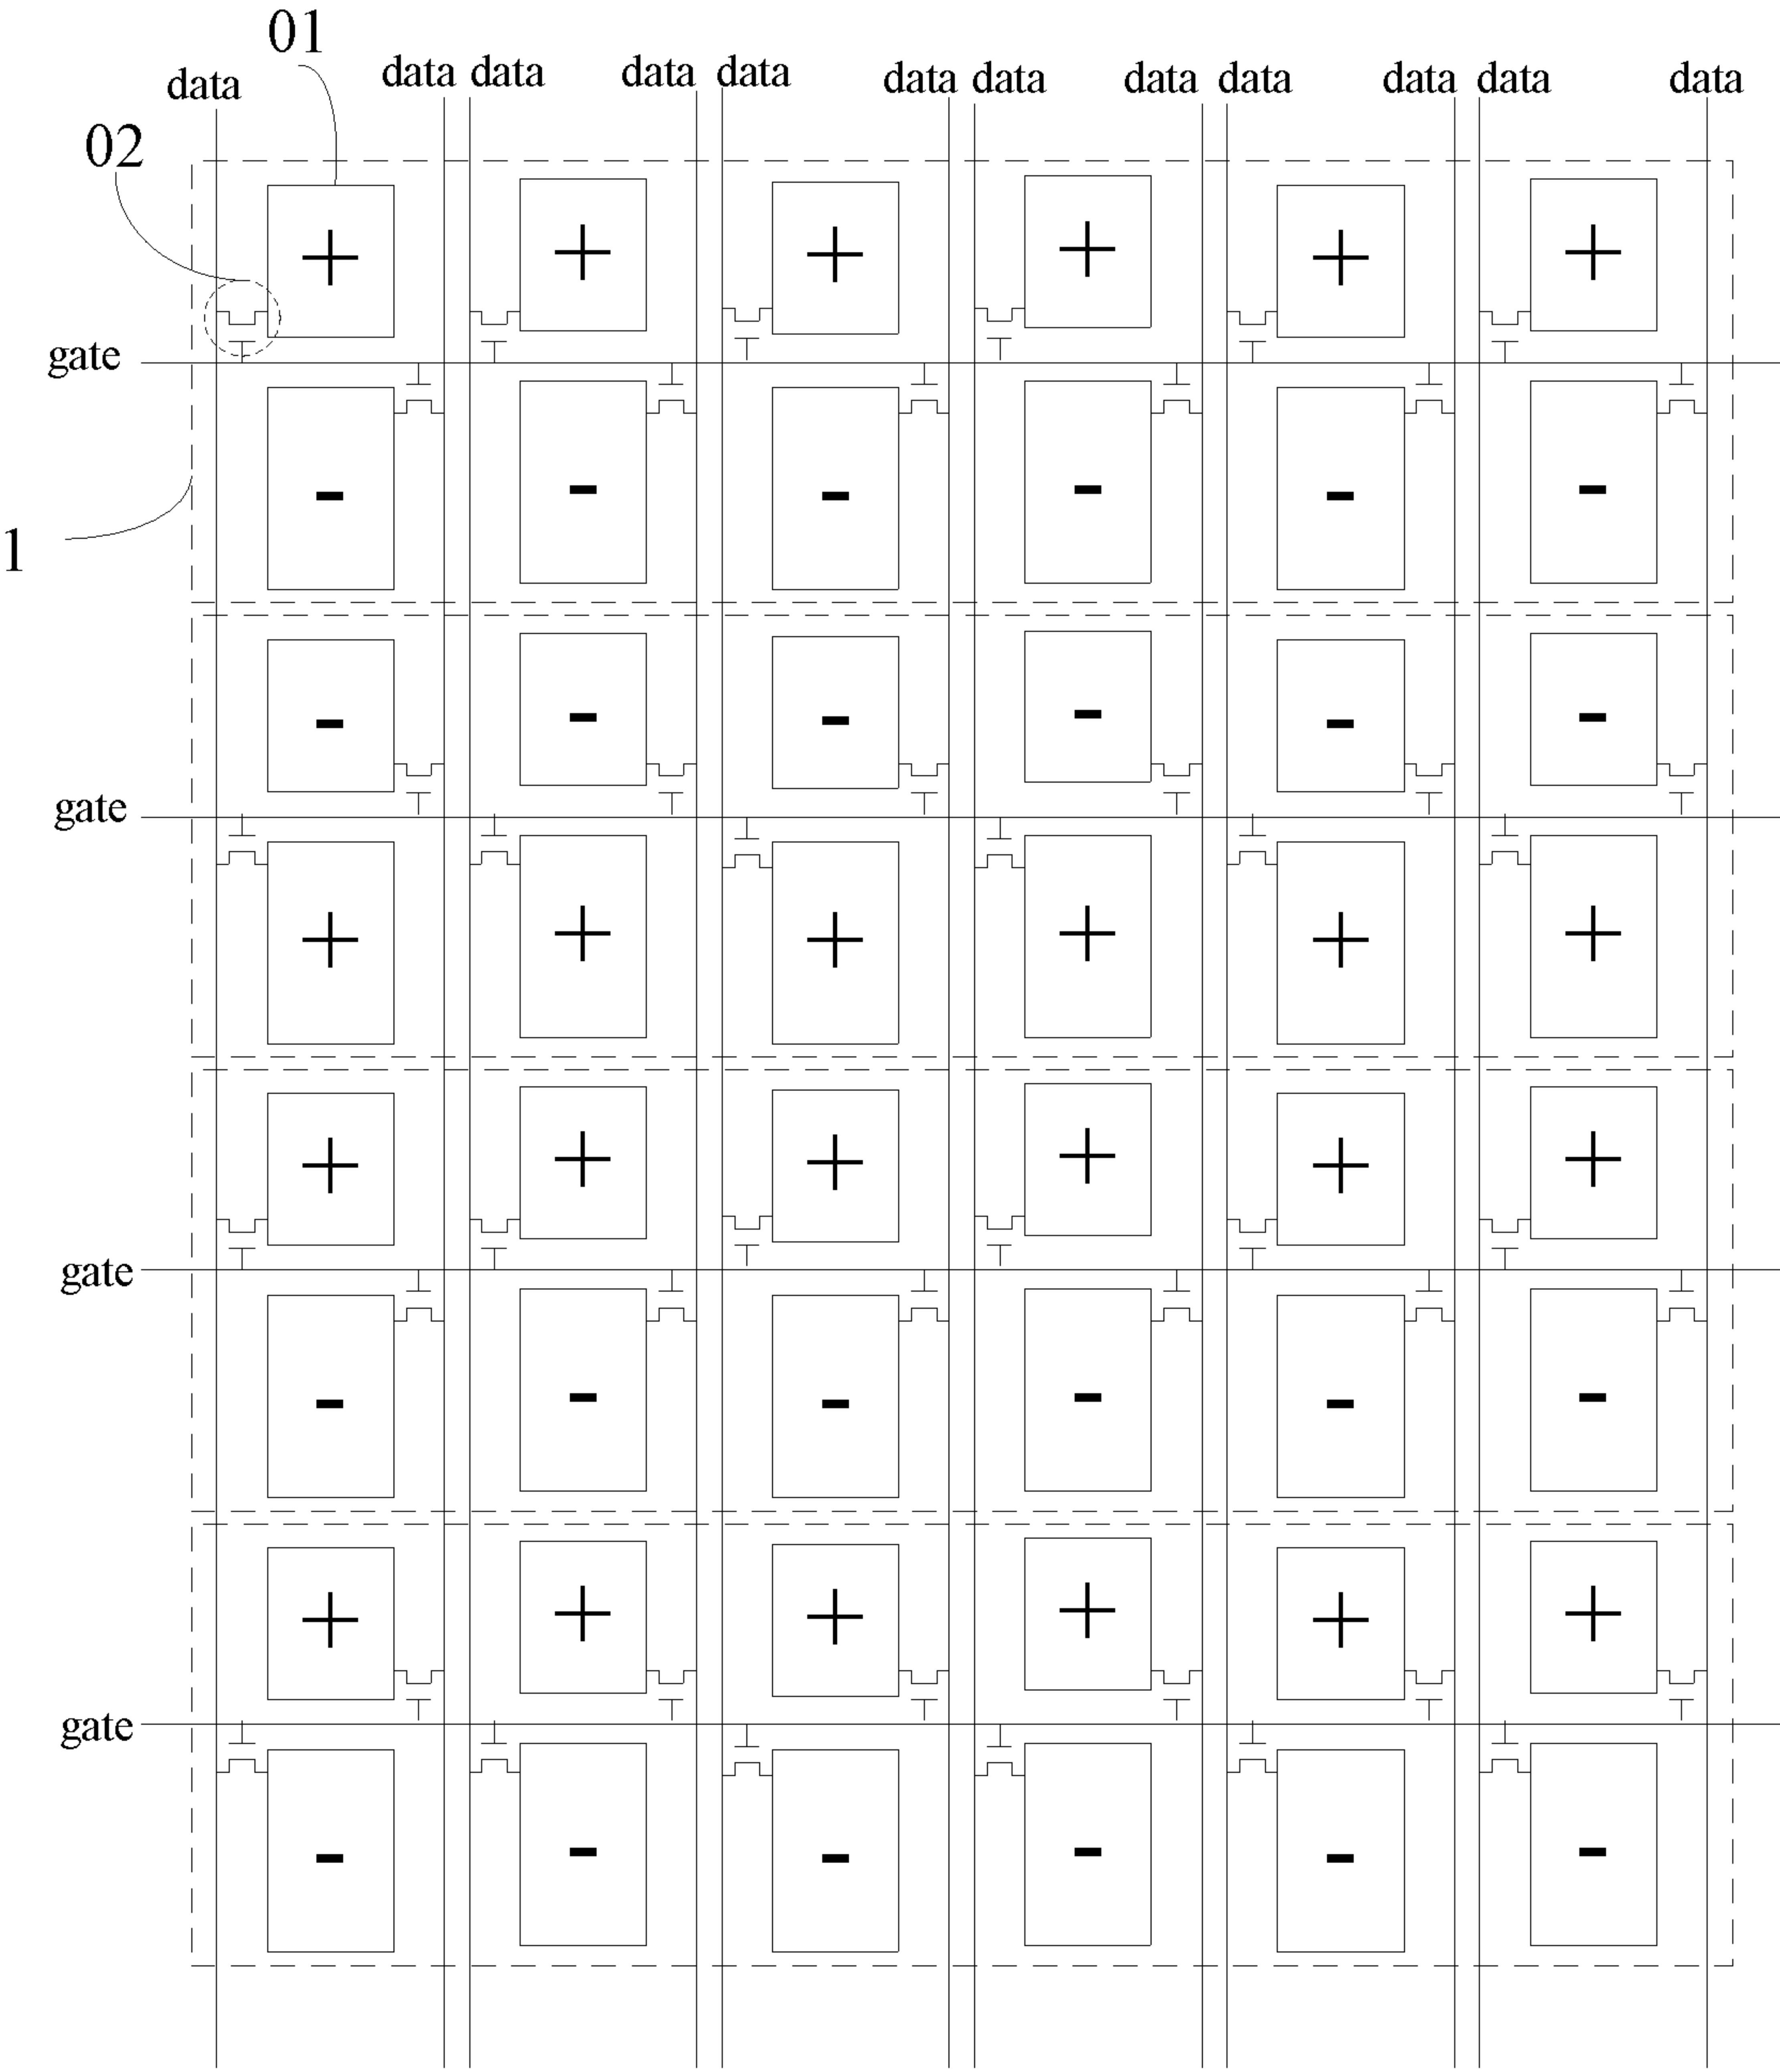 01
data data data data data data data data data data data data
02
+ + + + + +
gate
- - - - - -
1
- - - - - -
gate
+ + + + + +
+ + + + + +
gate
- - - - - -
+ + + + + +
gate
- - - - - -